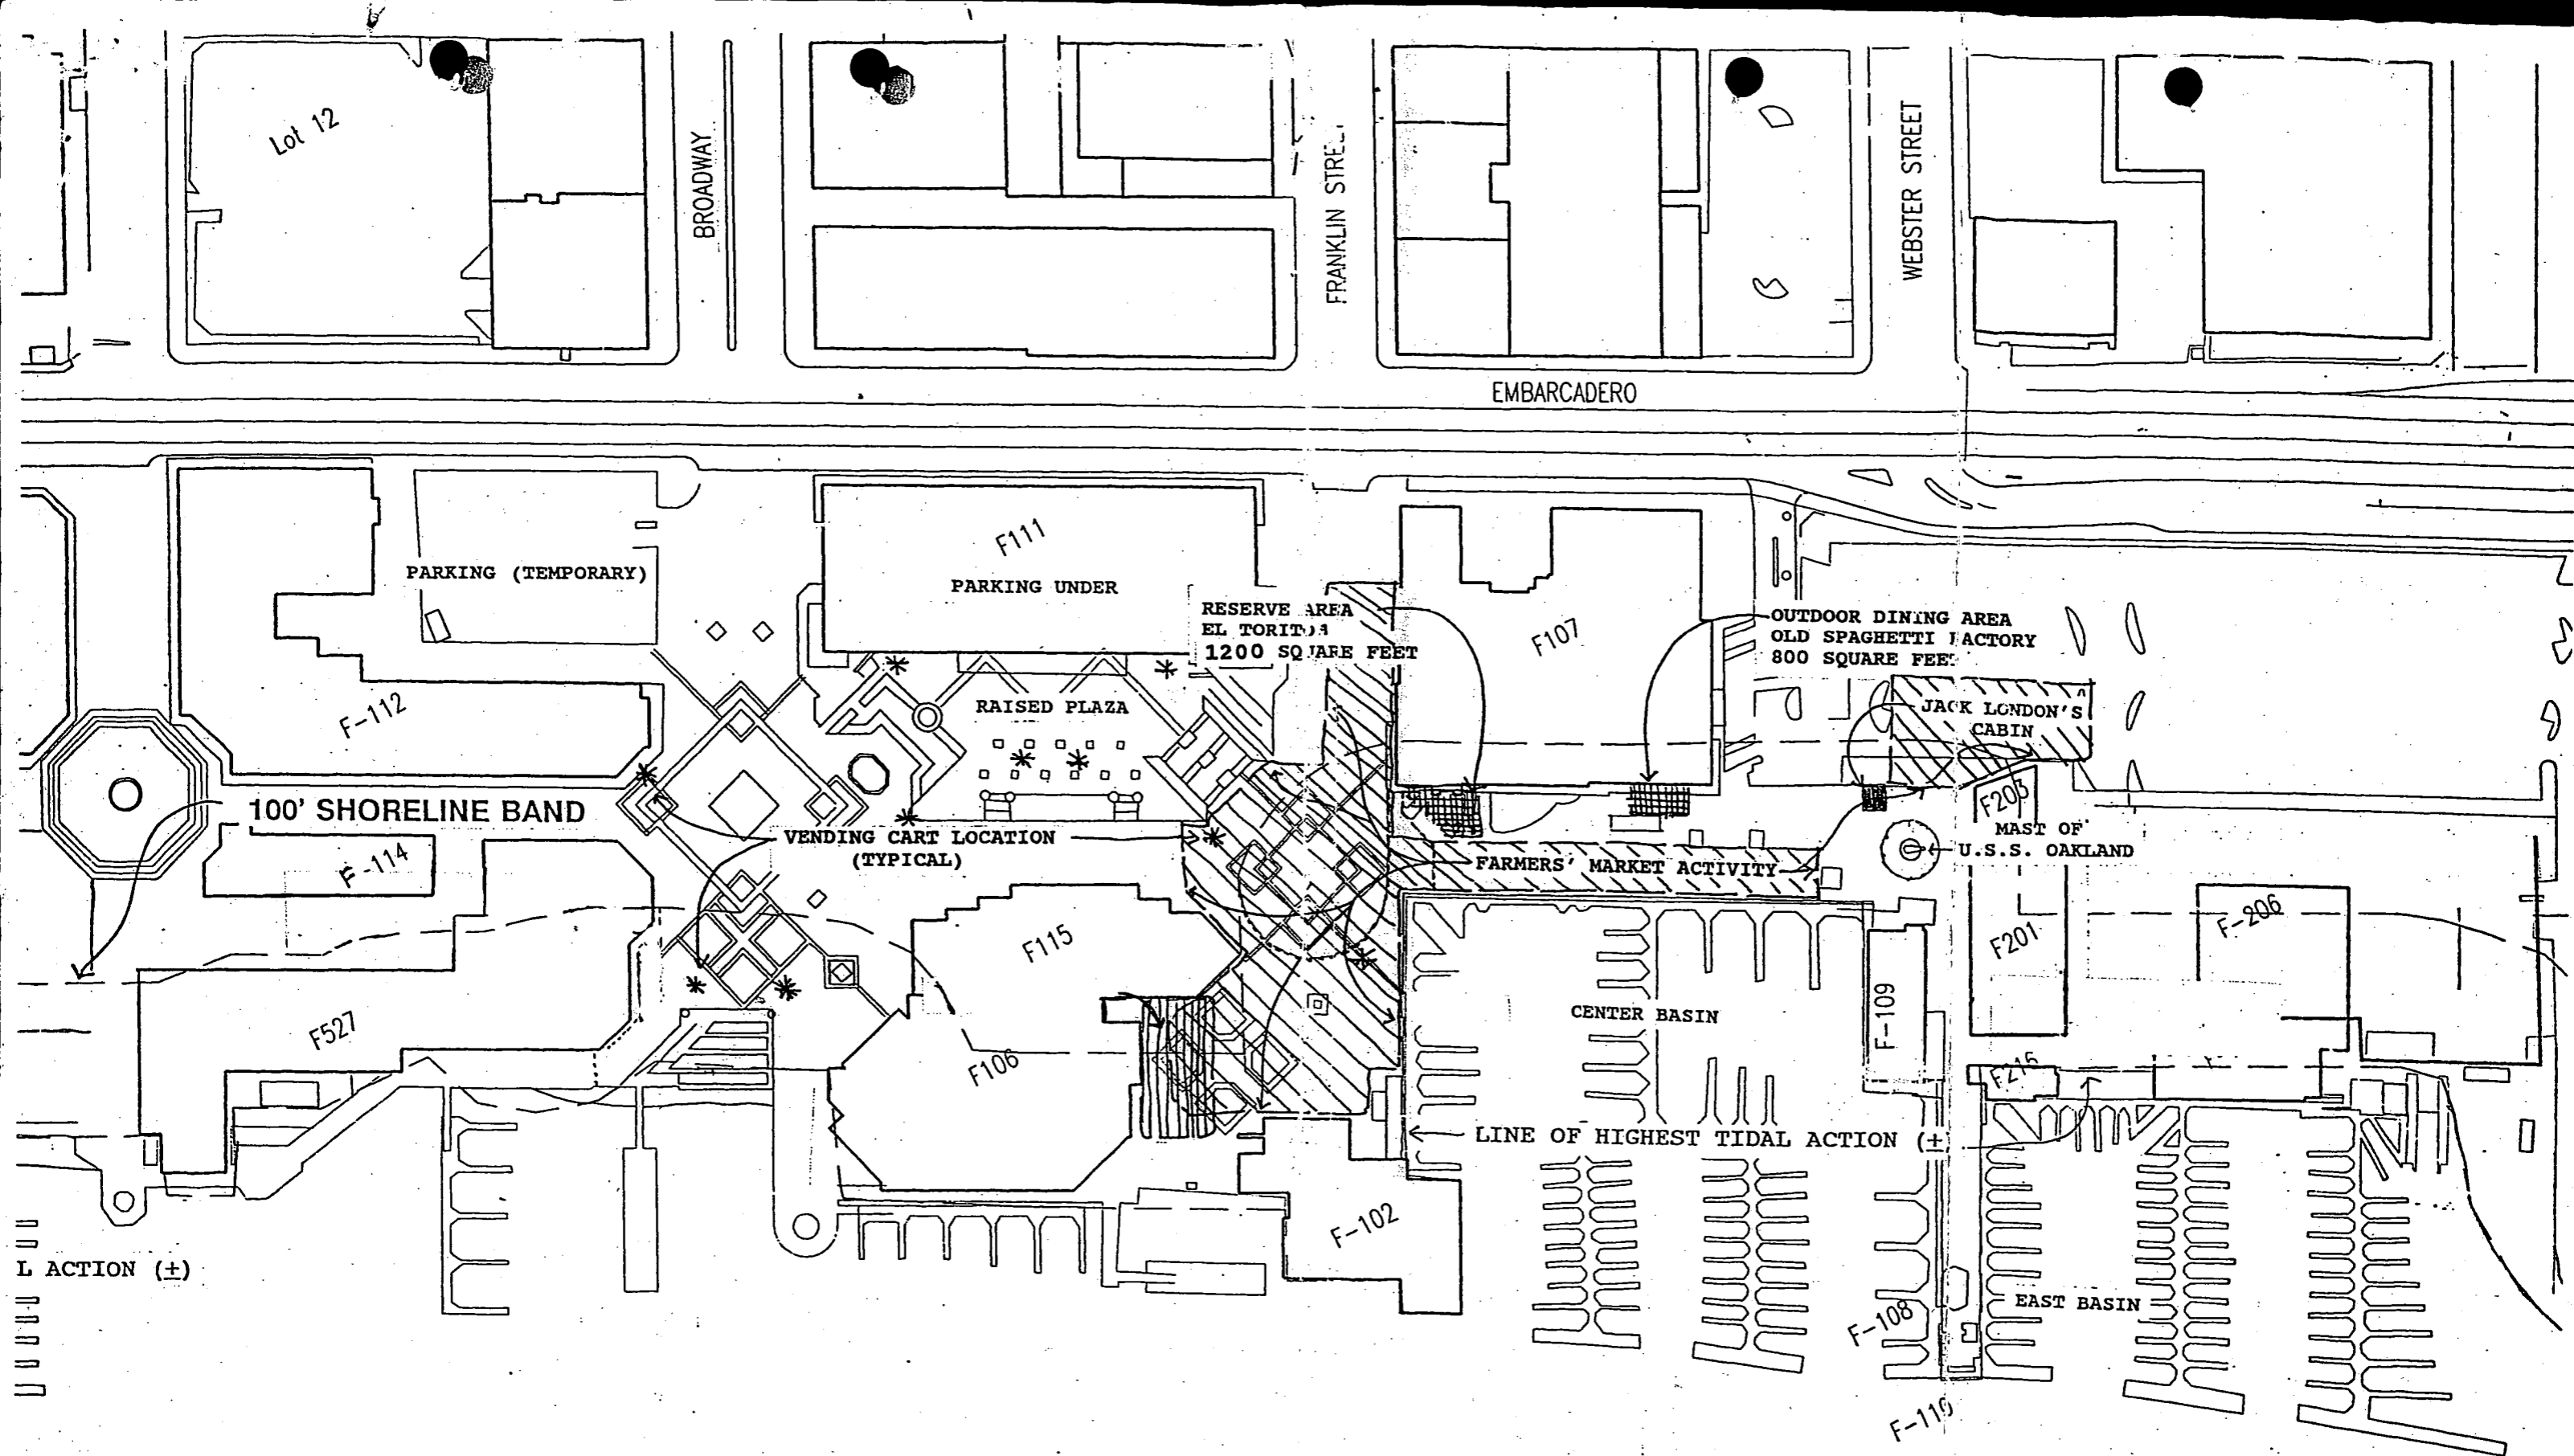 Lot 12
BROADWAY
FRANKLIN
WEBSTER STREET
EMBARCADERO
PARKING (TEMPORARY)
F111
PARKING UNDER
RESERVE AREA
EL TORITO
1200 SQUARE FEET
F107
OUTDOOR DINING AREA
OLD SPAGHETTI FACTORY
800 SQUARE FEET
F-112
RAISED PLAZA
JACK LONDON'S
CABIN
100' SHORELINE BAND
F203
VENDING CART LOCATION
(TYPICAL)
MAST OF
U.S.S. OAKLAND
F-114
FARMERS' MARKET ACTIVITY
F115
F201
F-206
F527
F106
CENTER BASIN
F-109
F215
LINE OF HIGHEST TIDAL ACTION (±
F-102
L ACTION (±)
F-108
EAST BASIN
F-110